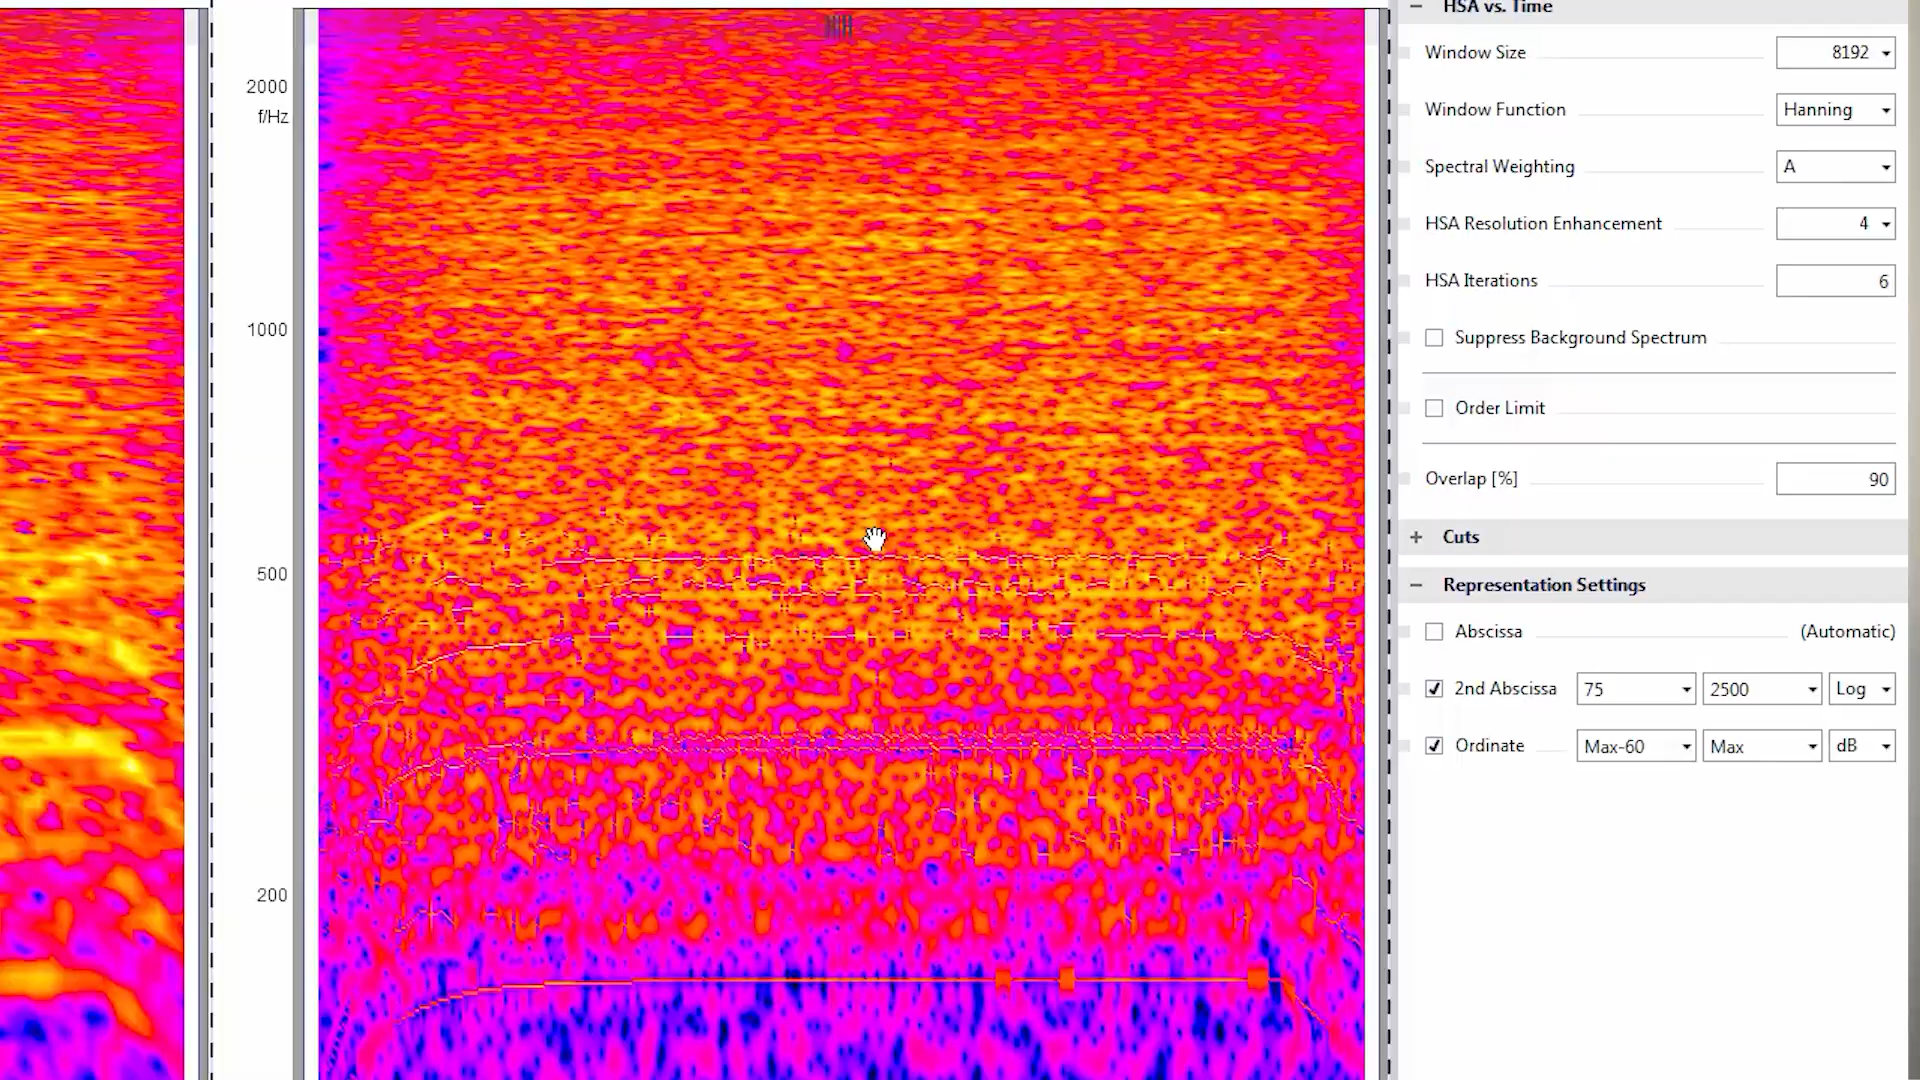 2000
f/Hz
1000
500
200
HSA vs. Time
Window Size 8192
Window Function Hanning
Spectral Weighting A
HSA Resolution Enhancement 4
HSA Iterations 6
Suppress Background Spectrum
Order Limit
Overlap [%] 90
Cuts
Representation Settings
Abscissa (Automatic)
2nd Abscissa 75 2500 Log
Ordinate Max-60 Max dB